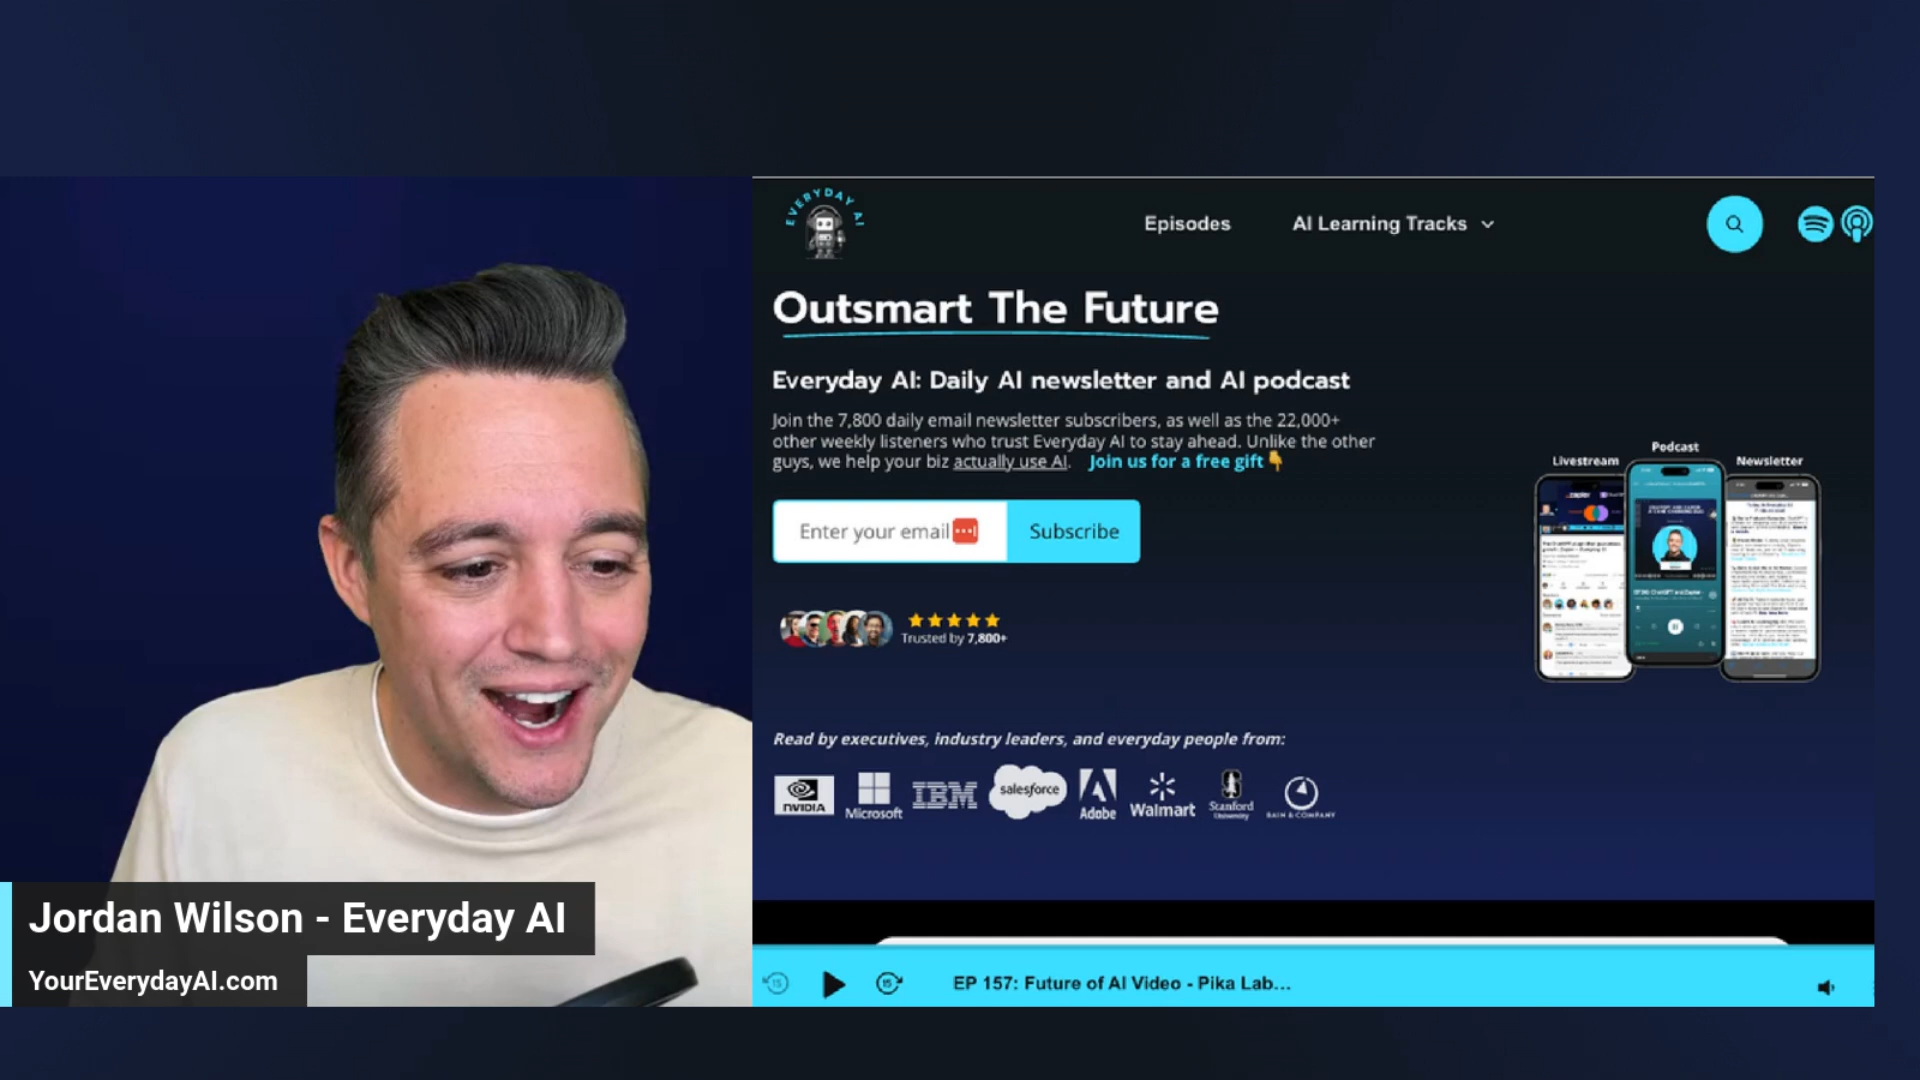 EVERYDAY AI
Episodes
AI Learning Tracks
Outsmart The Future
Everyday AI: Daily AI newsletter and AI podcast
Join the 7,800 daily email newsletter subscribers, as well as the 22,000+
other weekly listeners who trust Everyday AI to stay ahead. Unlike the other
guys, we help your biz actually use AI. Join us for a free gift
Enter your email
Subscribe
Trusted by 7,800+
Livestream
Podcast
Newsletter
Read by executives, industry leaders, and everyday people from:
NVIDIA
Microsoft
IBM
salesforce
Adobe
Walmart
Stanford
University
BAIN & COMPANY
Jordan Wilson - Everyday AI
YourEverydayAI.com
15
15
EP 157: Future of AI Video - Pika Lab...